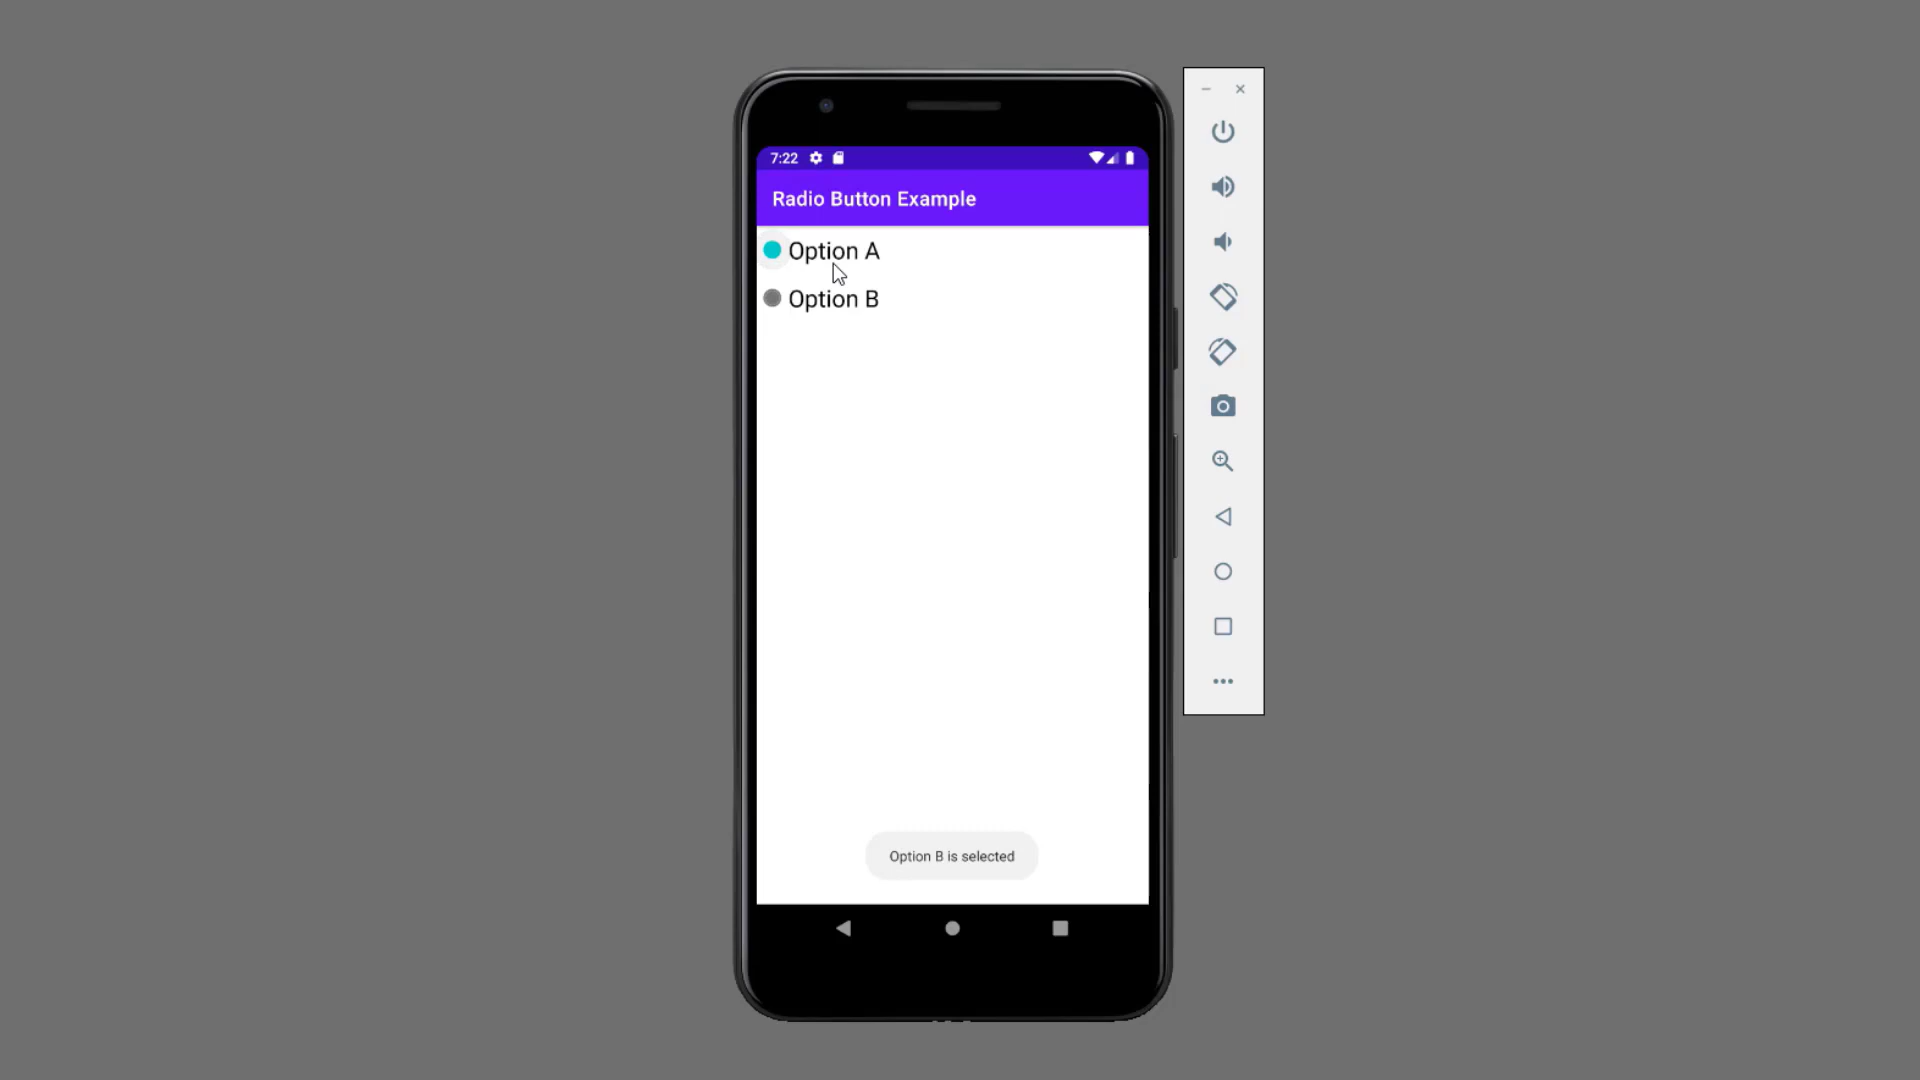 7:22
Radio Button Example
Option A
Option B
Option B is selected